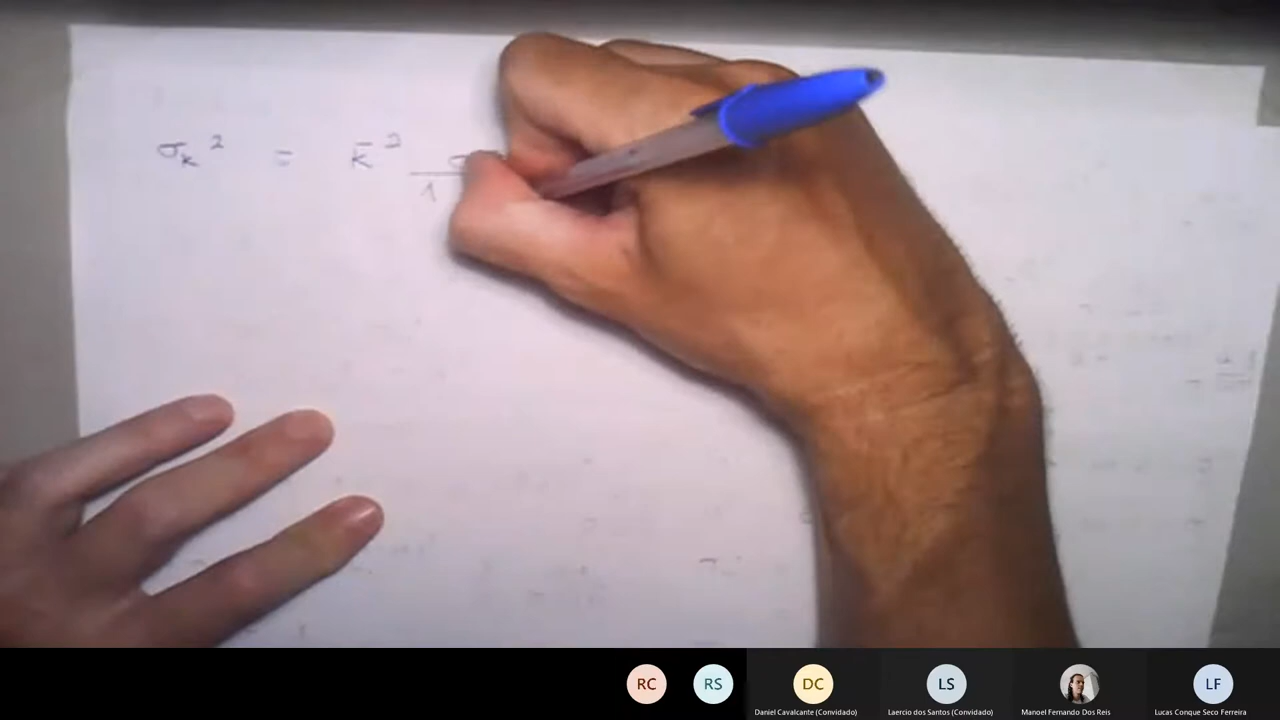 σk² = k̄² σ
1
RC RS DC LS LF
Daniel Cavalcante (Convidado) Laercio dos Santos (Convidado) Manoel Fernando Dos Reis Lucas Conque Seco Ferreira